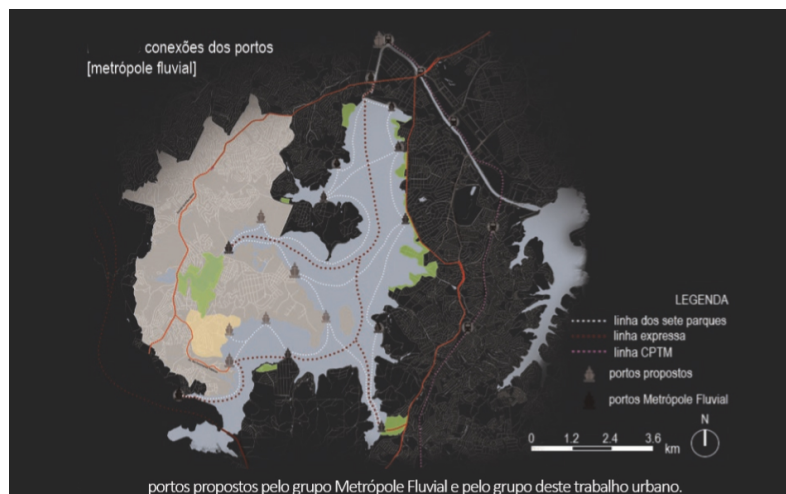 conexões dos portos
[metrópole fluvial]
LEGENDA
linha dos sete parques
linha expressa
linha CPTM
portos propostos
portos Metrópole Fluvial
N
0 1.2 2.4 3.6 km
portos propostos pelo grupo Metrópole Fluvial e pelo grupo deste trabalho urbano.